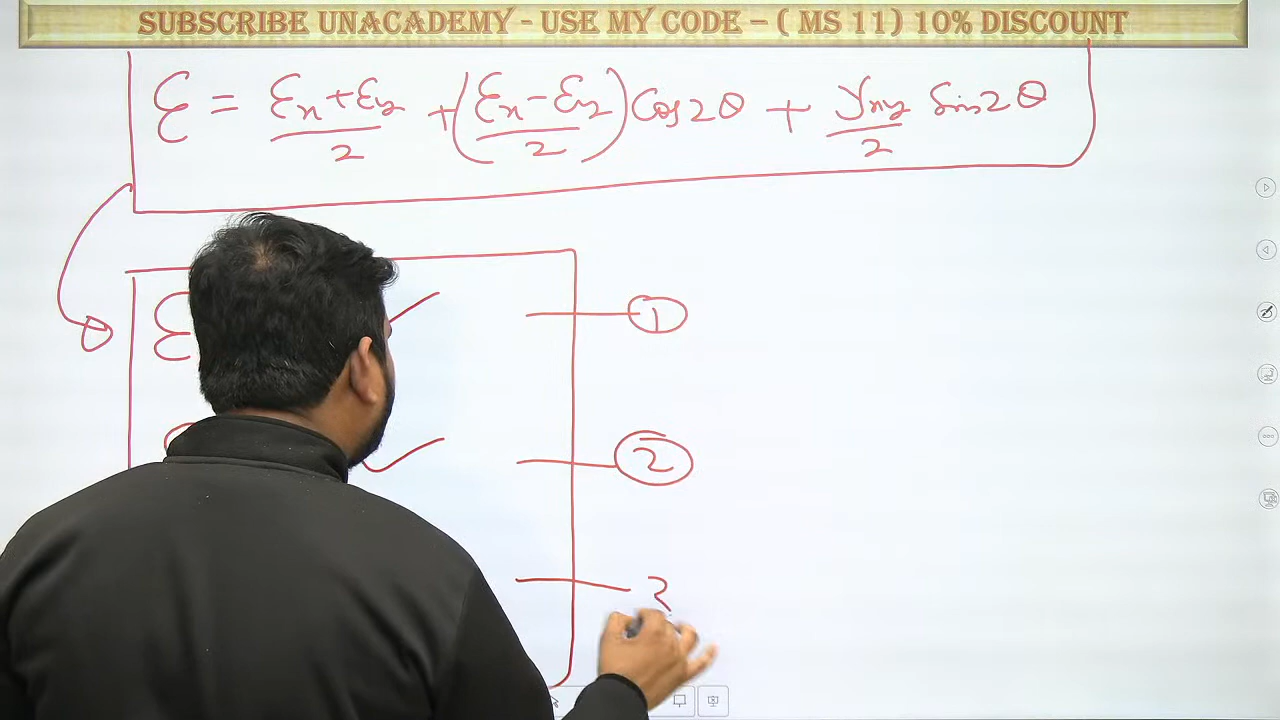 SUBSCRIBE UNACADEMY - USE MY CODE – ( MS 11) 10% DISCOUNT
ε = εx + εy / 2 + (εx − εy / 2) Cos2θ + γxy / 2 Sin2θ
ε 1
2
3